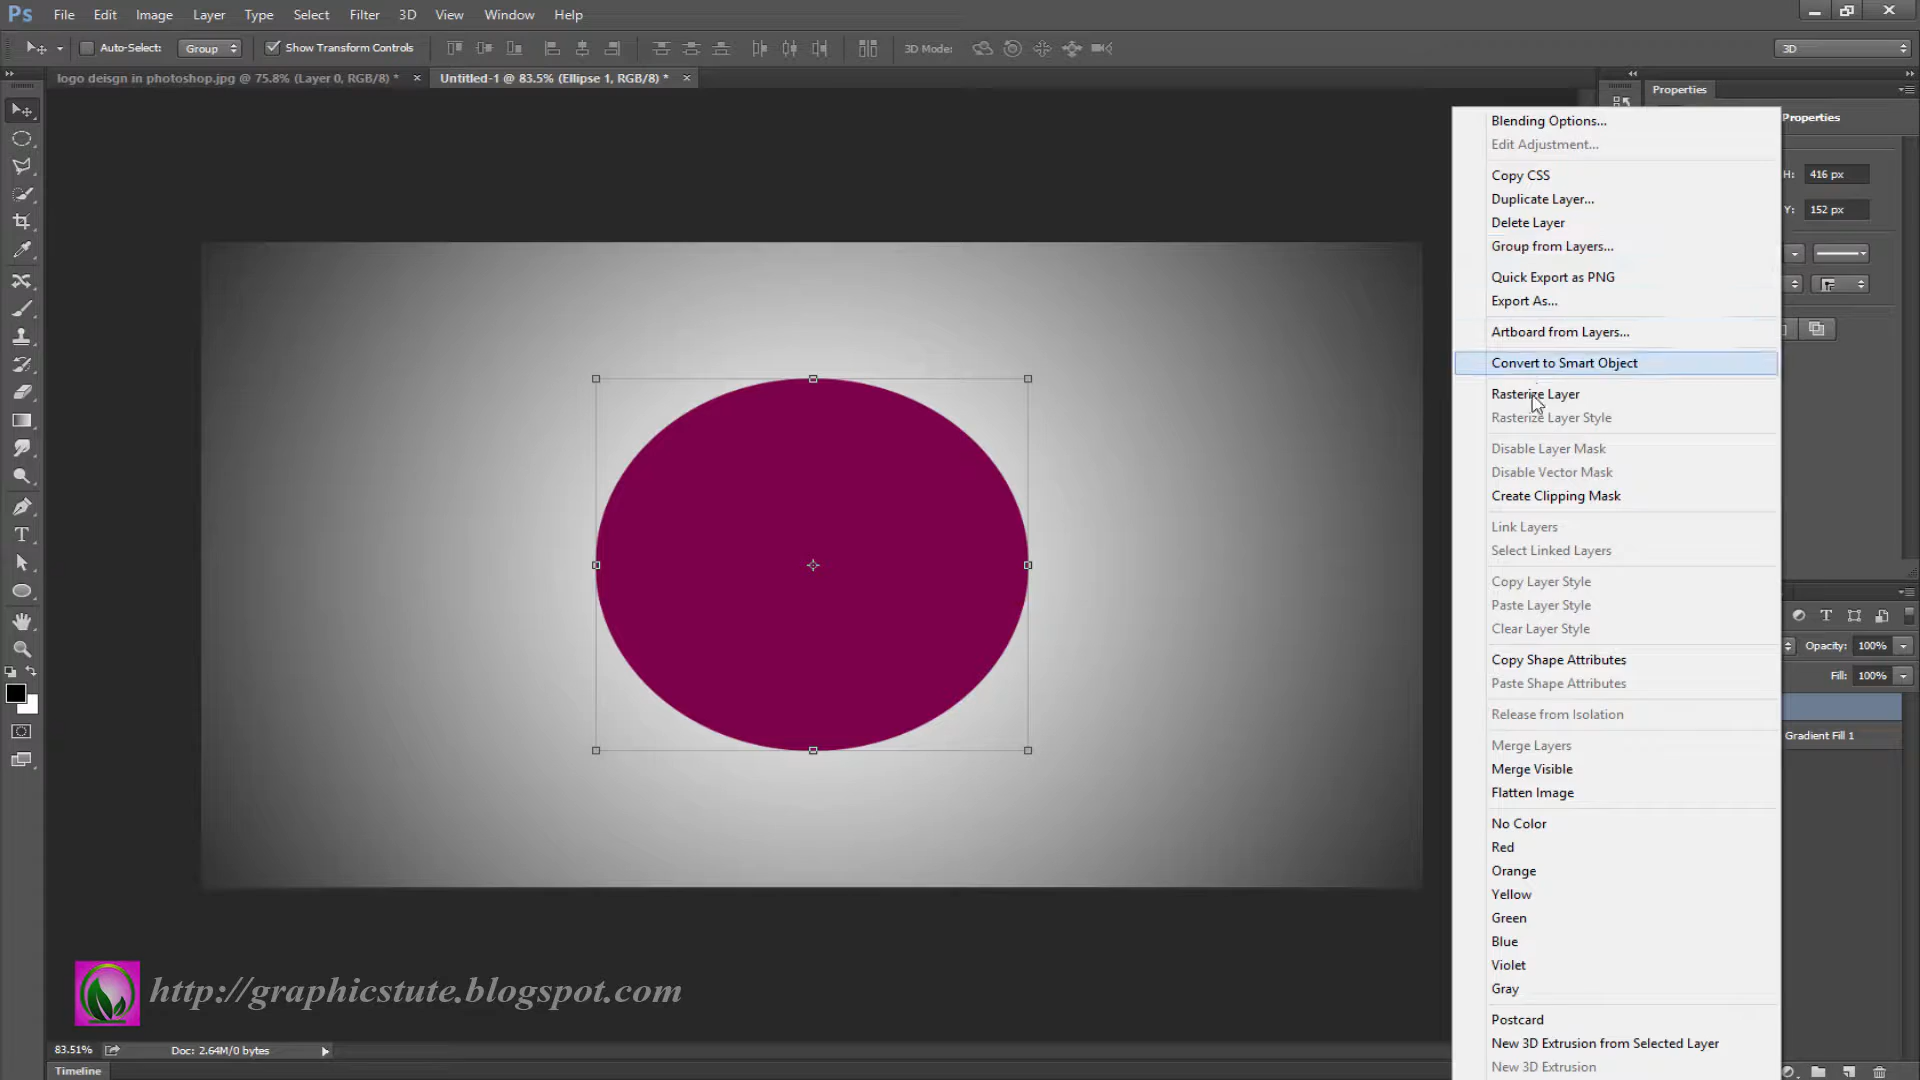 Ps File Edit Image Layer Type Select Filter 3D View Window Help
Auto-Select: Group Show Transform Controls 3D Mode: 3D
logo deisgn in photoshop.jpg @ 75.8% (Layer 0, RGB/8) * × Untitled-1 @ 83.5% (Ellipse 1, RGB/8) * ×
Properties
Properties
H: 416 px
Y: 152 px
Blending Options...
Edit Adjustment...
Copy CSS
Duplicate Layer...
Delete Layer
Group from Layers...
Quick Export as PNG
Export As...
Artboard from Layers...
Convert to Smart Object
Rasterize Layer
Rasterize Layer Style
Disable Layer Mask
Disable Vector Mask
Create Clipping Mask
Link Layers
Select Linked Layers
Copy Layer Style
Paste Layer Style
Clear Layer Style
Copy Shape Attributes
Paste Shape Attributes
Release from Isolation
Merge Layers
Merge Visible
Flatten Image
No Color
Red
Orange
Yellow
Green
Blue
Violet
Gray
Postcard
New 3D Extrusion from Selected Layer
New 3D Extrusion
Opacity: 100%
Fill: 100%
Gradient Fill 1
http://graphicstute.blogspot.com
83.51% Doc: 2.64M/0 bytes
Timeline